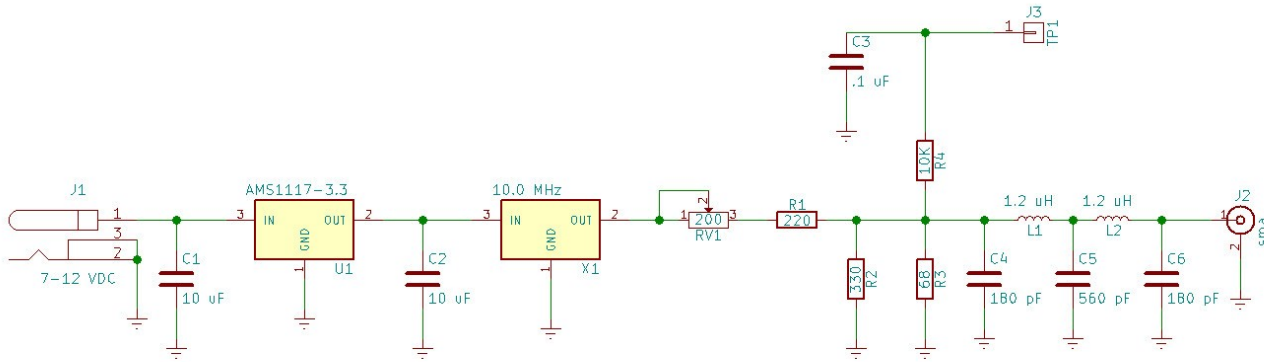 J3
1
TP1
C3
.1 uF
10K
R4
J1
1
3
2
7-12 VDC
C1
10 uF
AMS1117-3.3
3
IN
OUT
2
GND
1
U1
C2
10 uF
10.0 MHz
3
IN
OUT
2
GND
1
X1
2
1
200
3
RV1
R1
220
330
R2
68
R3
C4
180 pF
1.2 uH
L1
C5
560 pF
1.2 uH
L2
C6
180 pF
J2
1
2
sma